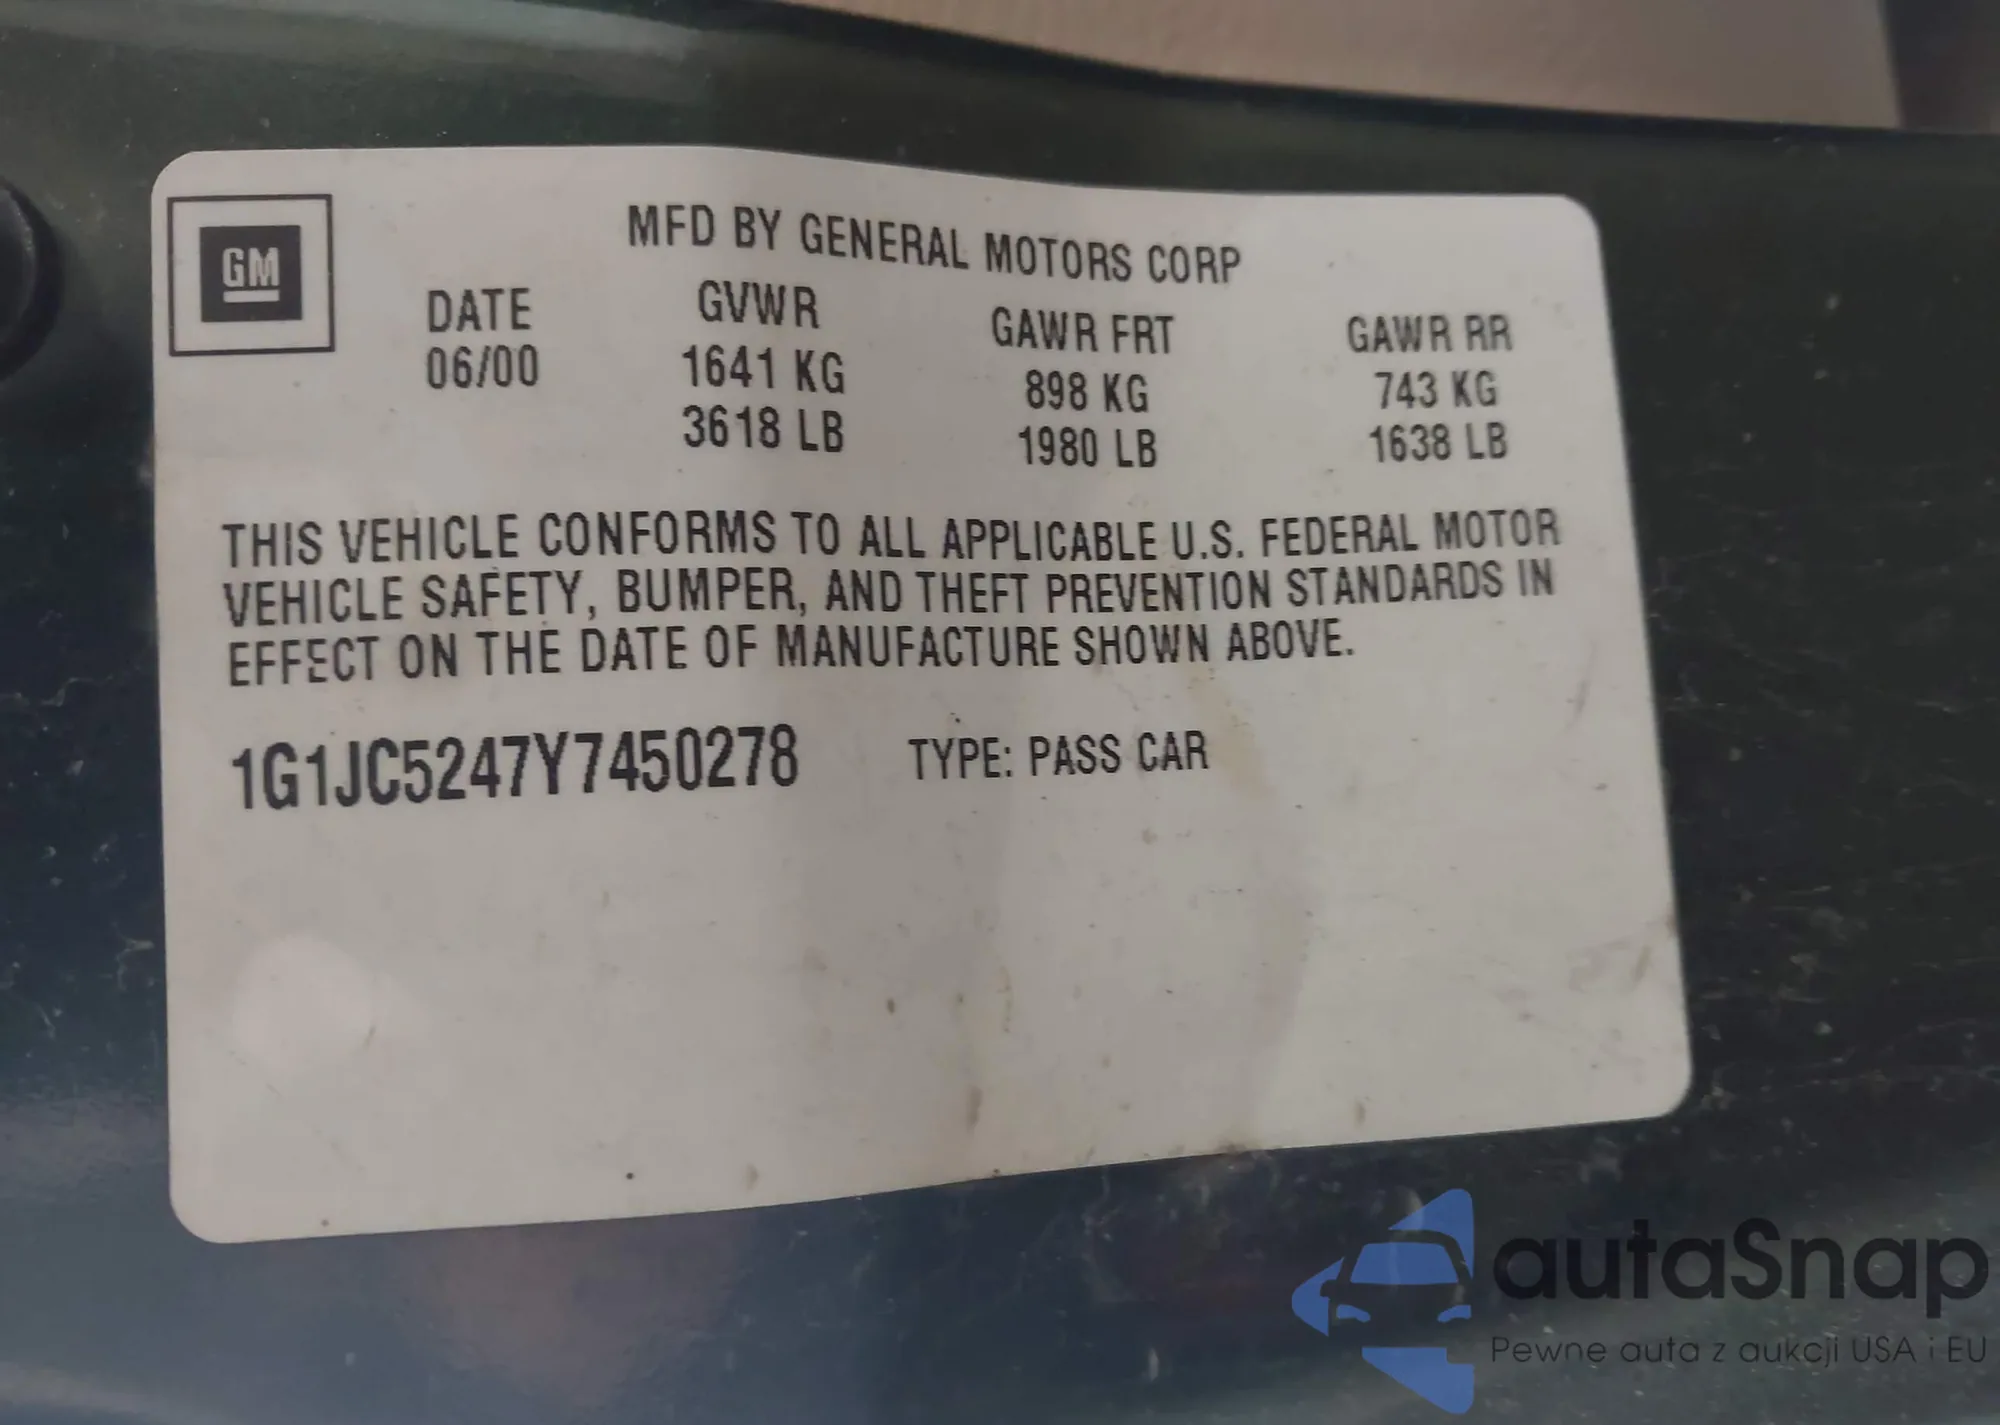 GM
MFD BY GENERAL MOTORS CORP
DATE GVWR GAWR FRT GAWR RR
06/00 1641 KG 898 KG 743 KG
3618 LB 1980 LB 1638 LB
THIS VEHICLE CONFORMS TO ALL APPLICABLE U.S. FEDERAL MOTOR
VEHICLE SAFETY, BUMPER, AND THEFT PREVENTION STANDARDS IN
EFFECT ON THE DATE OF MANUFACTURE SHOWN ABOVE.
1G1JC5247Y7450278 TYPE: PASS CAR
autaSnap
Pewne auta z aukcji USA i EU